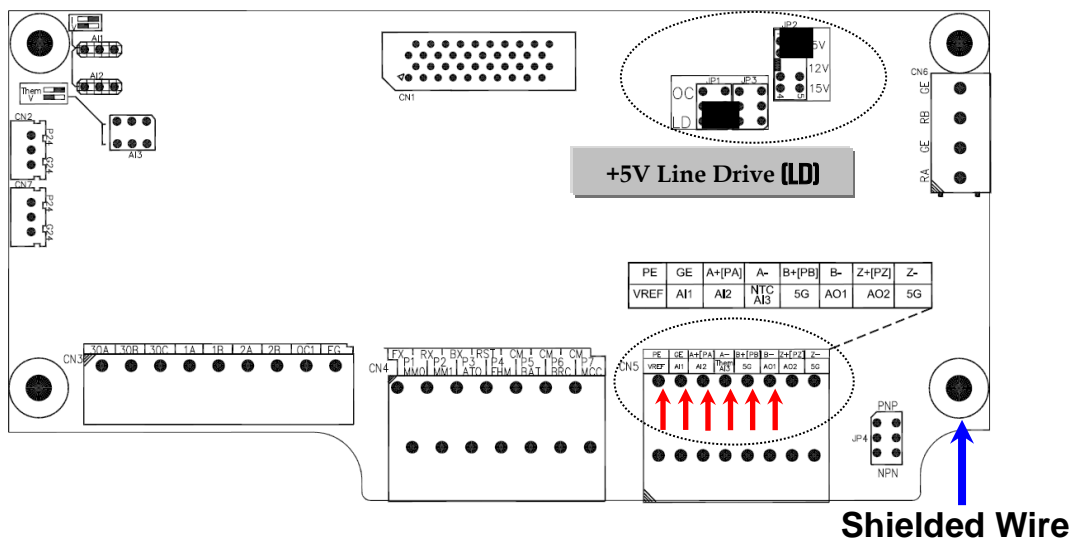 I
V
AI1
AI2
Them
V
AI3
CN2
P24
G24
CN7
P24
G24
CN1
JP2
5V
12V
15V
4
5
JP1 JP3
OC
LD
+5V Line Drive (LD)
CN6
GE
RB
GE
RA
PE GE A+[PA] A- B+[PB] B- Z+[PZ] Z-
VREF AI1 AI2 NTC AI3 5G AO1 AO2 5G
CN3
30A 30B 30C 1A 1B 2A 2B OC1 EG
CN4
FX RX BX RST CM CM CM
P1 P2 P3 P4 P5 P6 P7
MM0 MM1 ATC EHM BAT BRC MCC
CN5
PE GE A+[PA] A- B+[PB] B- Z+[PZ] Z-
VREF AI1 AI2 Them AI3 5G AO1 AO2 5G
PNP
JP4
NPN
Shielded Wire